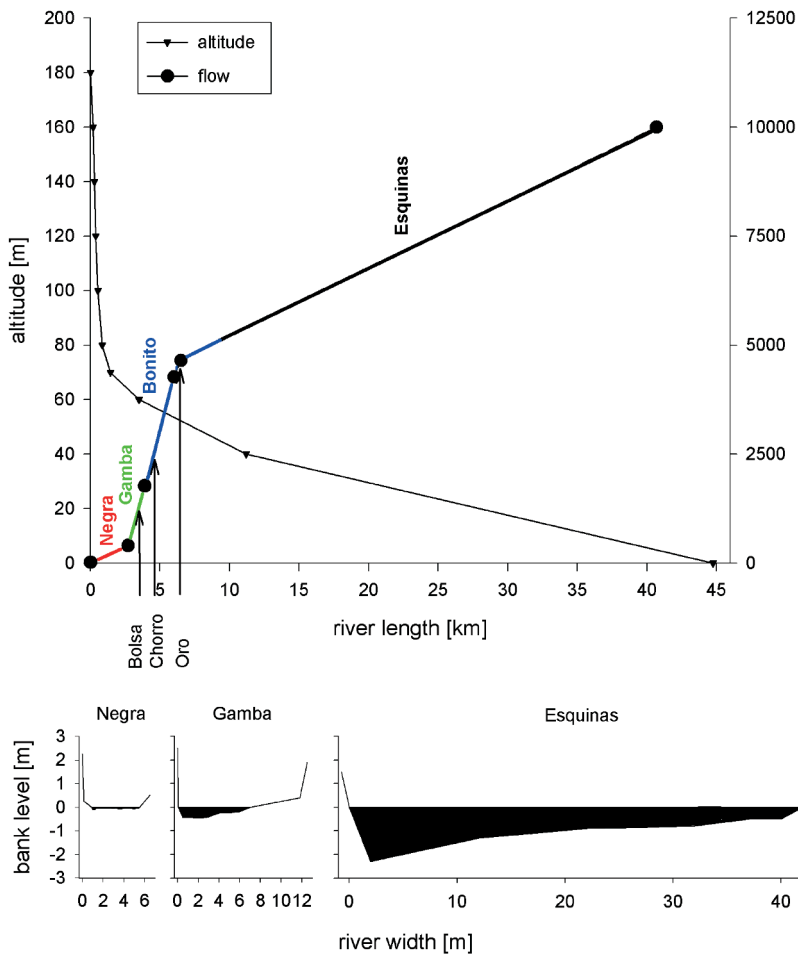 altitude
flow
altitude [m]
200
180
160
140
120
100
80
60
40
20
0
12500
10000
7500
5000
2500
0
Esquinas
Bonito
Gamba
Negra
0 5 10 15 20 25 30 35 40 45
river length [km]
Bolsa
Chorro
Oro
Negra Gamba Esquinas
bank level [m]
3
2
1
0
-1
-2
-3
0 2 4 6 0 2 4 6 8 10 12 0 10 20 30 40
river width [m]